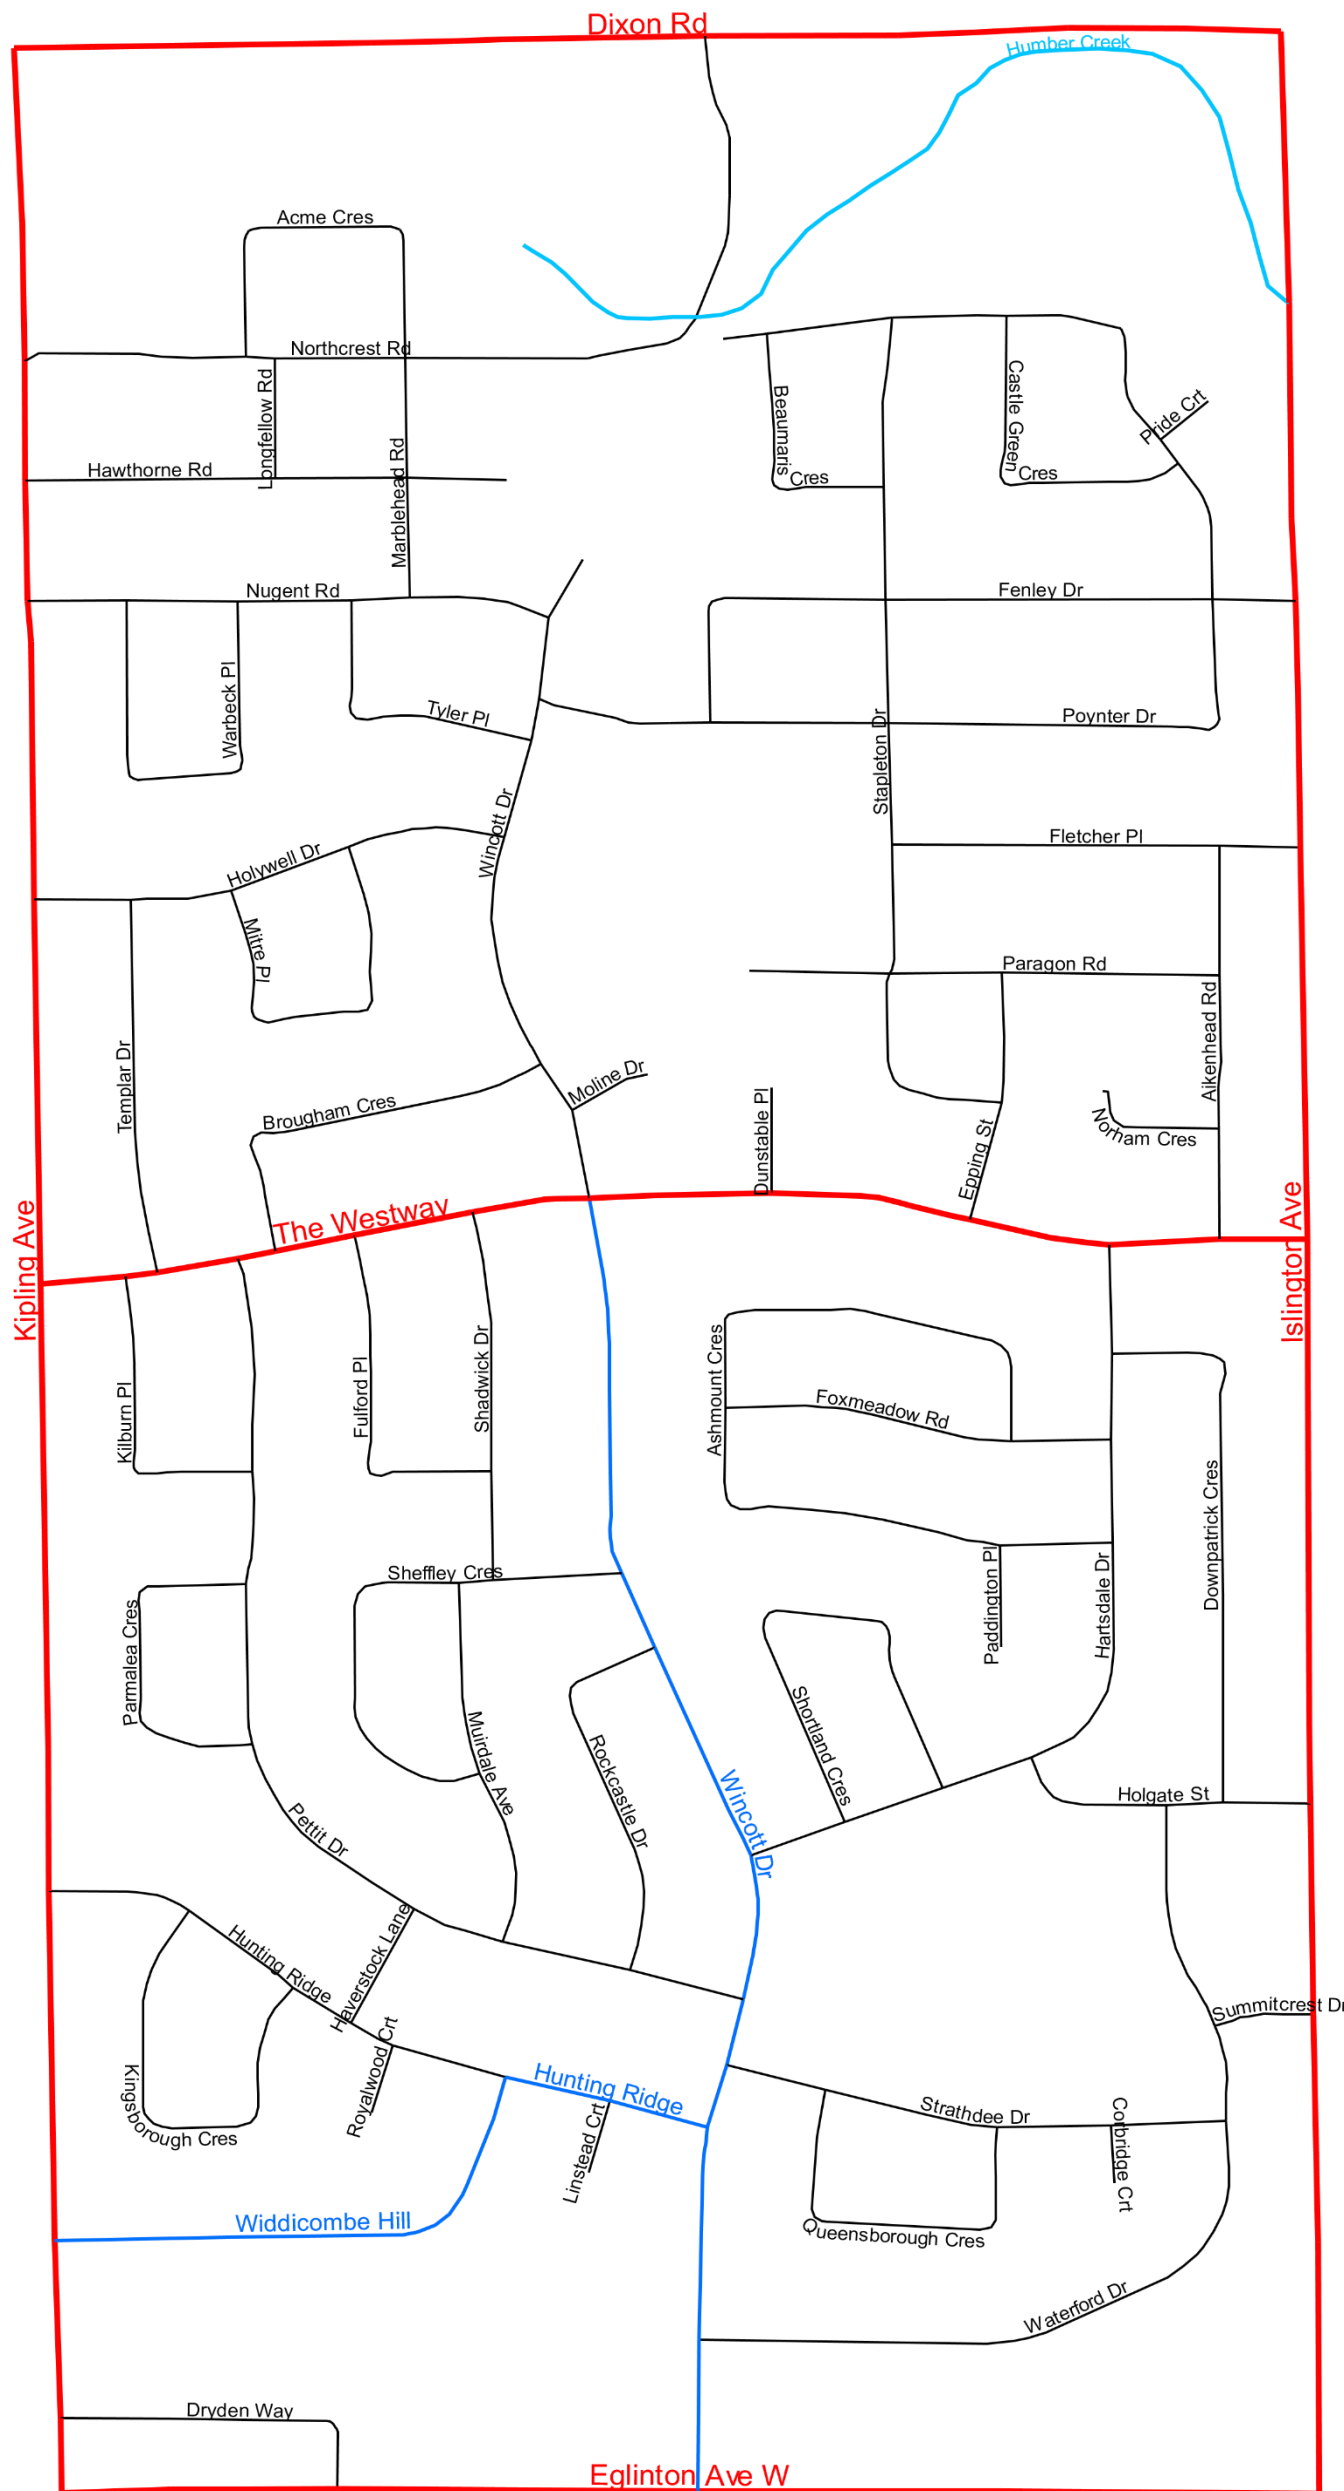 Dixon Rd
Humber Creek
Acme Cres
Northcrest Rd
Longfellow Rd
Beaumaris
Cres
Castle Green
Cres
Pride Crt
Hawthorne Rd
Marblehead Rd
Nugent Rd
Fenley Dr
Warbeck Pl
Tyler Pl
Stapleton Dr
Poynter Dr
Wincott Dr
Fletcher Pl
Holywell Dr
Mitre Pl
Paragon Rd
Aikenhead Rd
Templar Dr
Moline Dr
Brougham Cres
Dunstable Pl
Epping St
Norham Cres
Kipling Ave
The Westway
Islington Ave
Kilburn Pl
Fulford Pl
Shadwick Dr
Ashmount Cres
Foxmeadow Rd
Downpatrick Cres
Sheffley Cres
Paddington Pl
Hartsdale Dr
Parmalea Cres
Muirdale Ave
Rockcastle Dr
Shortland Cres
Wincott Dr
Holgate St
Pettit Dr
Hunting Ridge
Haverstock Lane
Summitcrest Dr
Kingsborough Cres
Royalwood Crt
Hunting Ridge
Linstead Crt
Strathdee Dr
Corbridge Crt
Widdicombe Hill
Queensborough Cres
Waterford Dr
Dryden Way
Eglinton Ave W